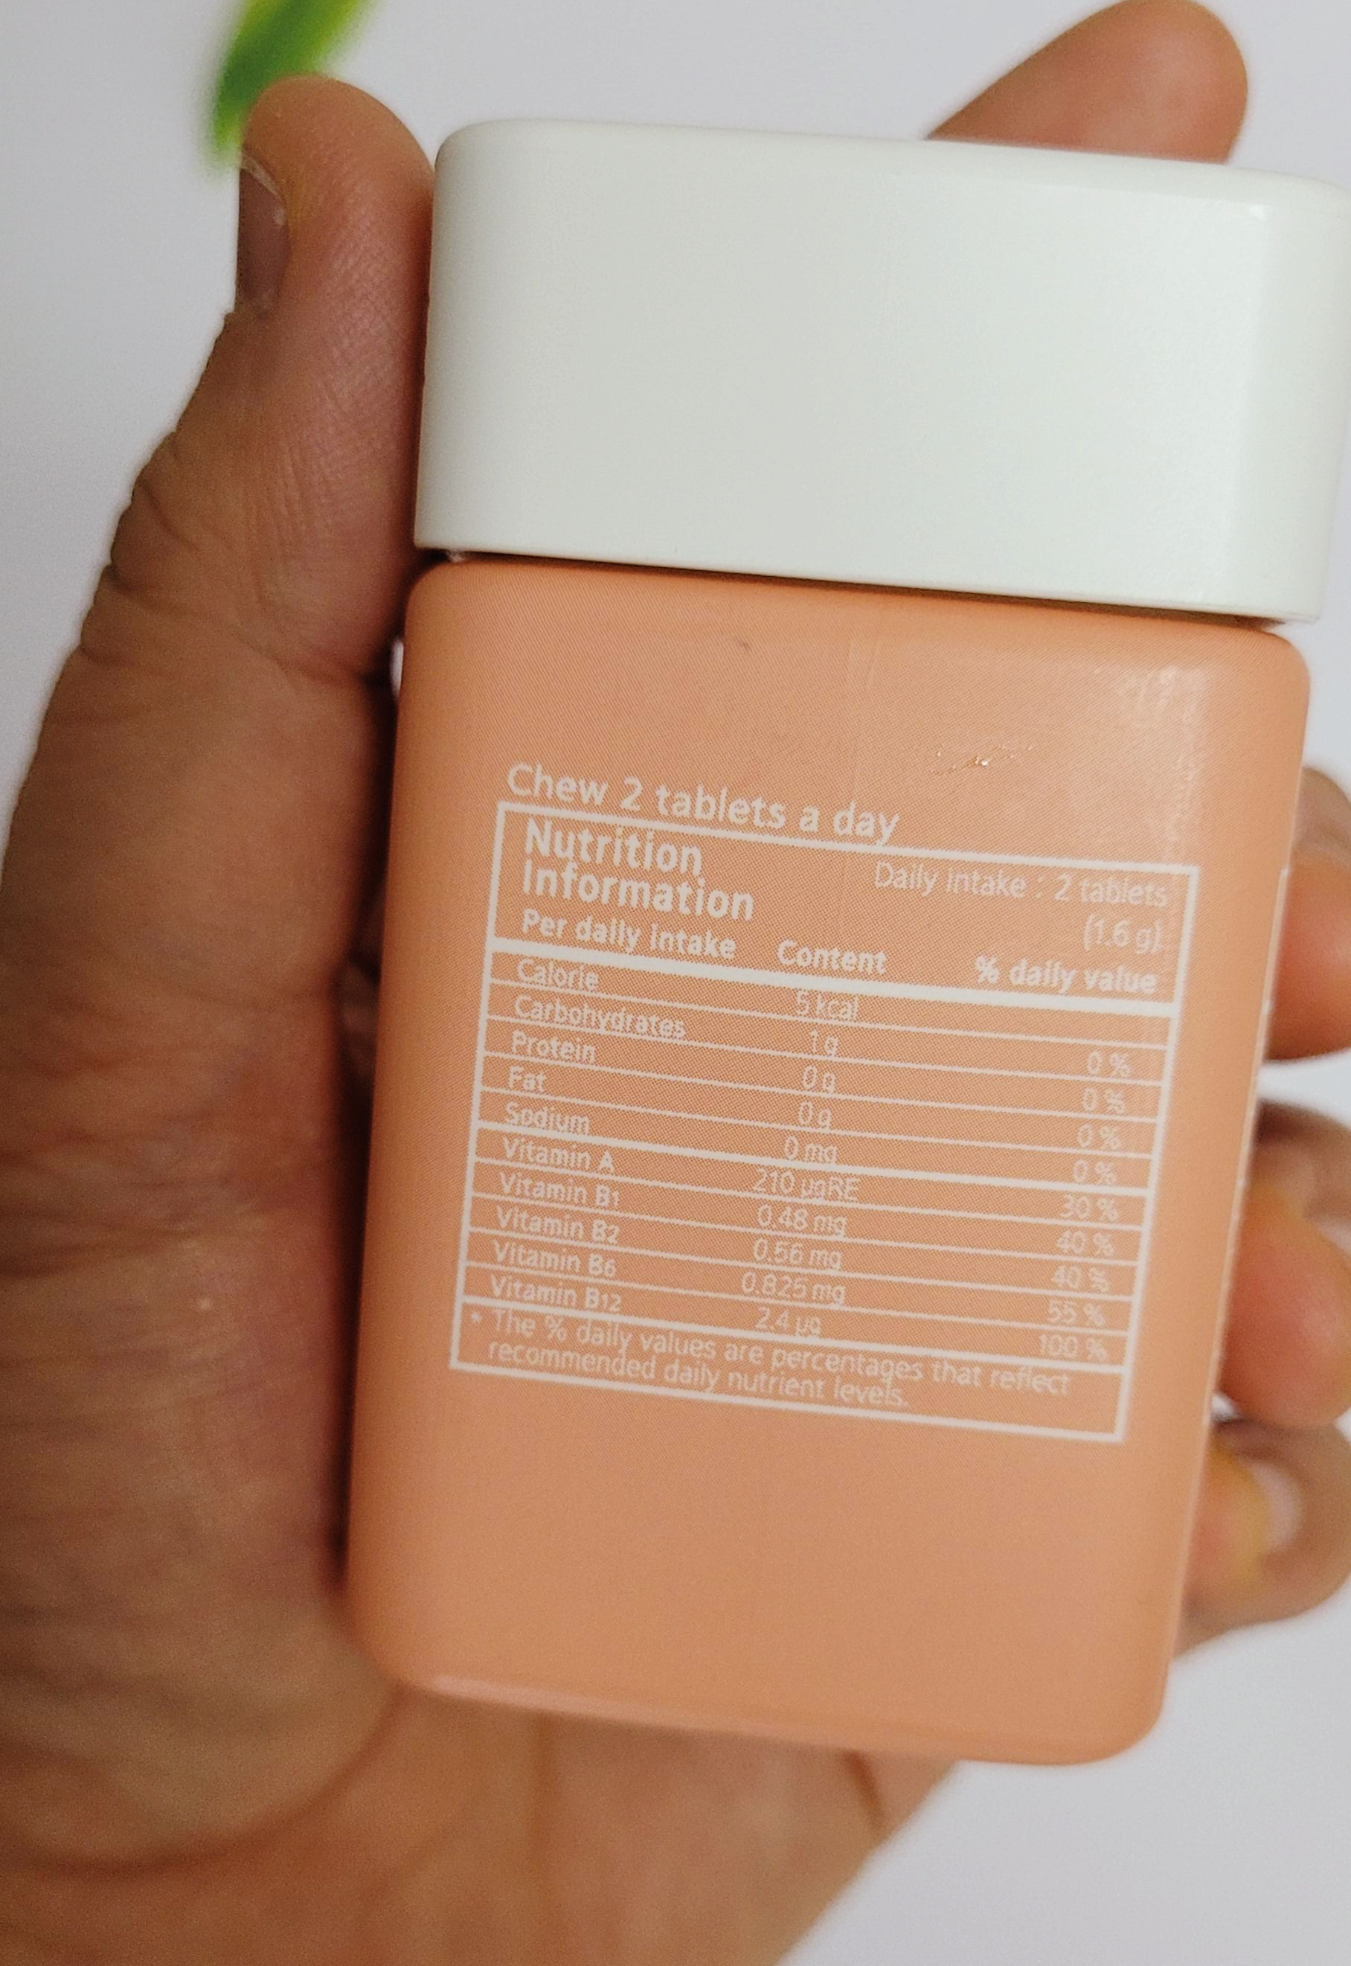 Chew 2 tablets a day
Nutrition
Information
Daily intake : 2 tablets
(1.6 g)
Per daily intake Content % daily value
Calorie 5 kcal
Carbohydrates 1 g 0 %
Protein 0 g 0 %
Fat 0 g 0 %
Sodium 0 mg 0 %
Vitamin A 210 μgRE 30 %
Vitamin B1 0.48 mg 40 %
Vitamin B2 0.56 mg 40 %
Vitamin B6 0.825 mg 55 %
Vitamin B12 2.4 μg 100 %
* The % daily values are percentages that reflect
recommended daily nutrient levels.